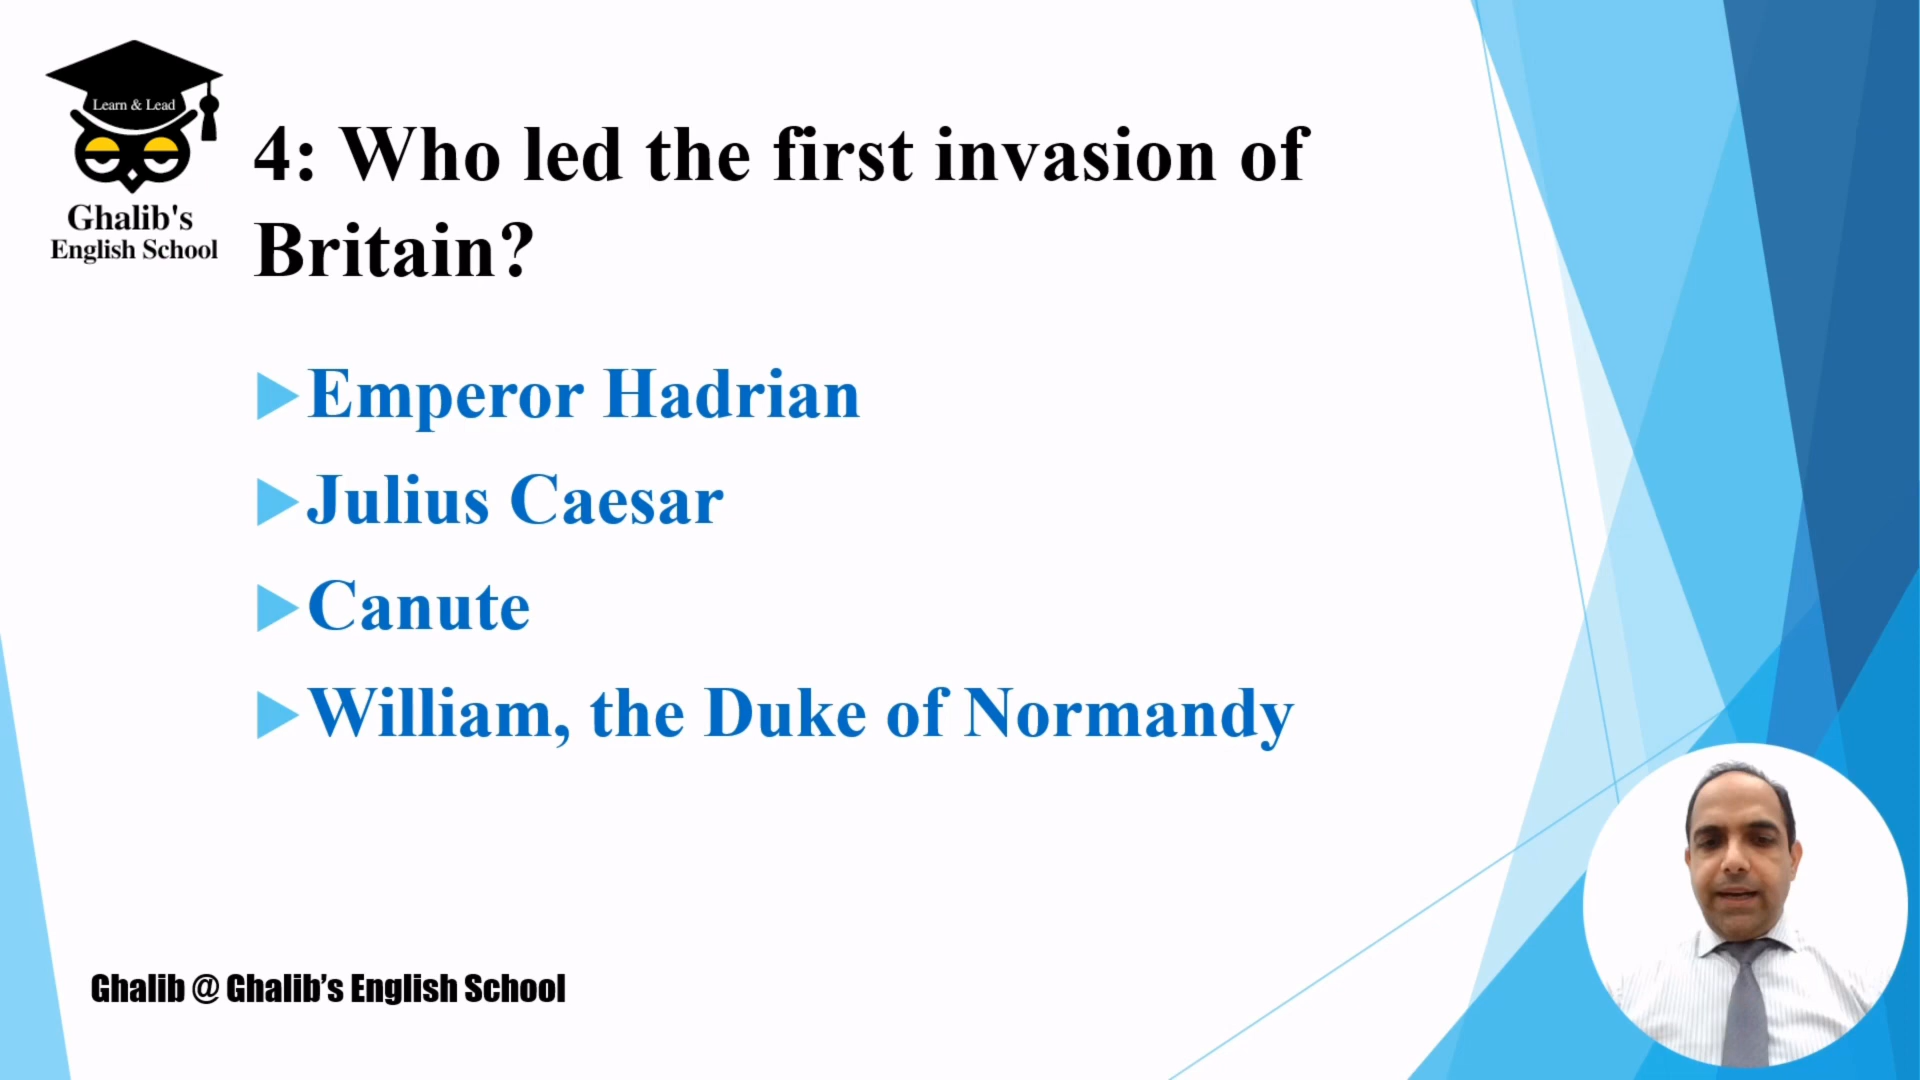 Learn & Lead
Ghalib's
English School
4: Who led the first invasion of
Britain?
Emperor Hadrian
Julius Caesar
Canute
William, the Duke of Normandy
Ghalib @ Ghalib’s English School